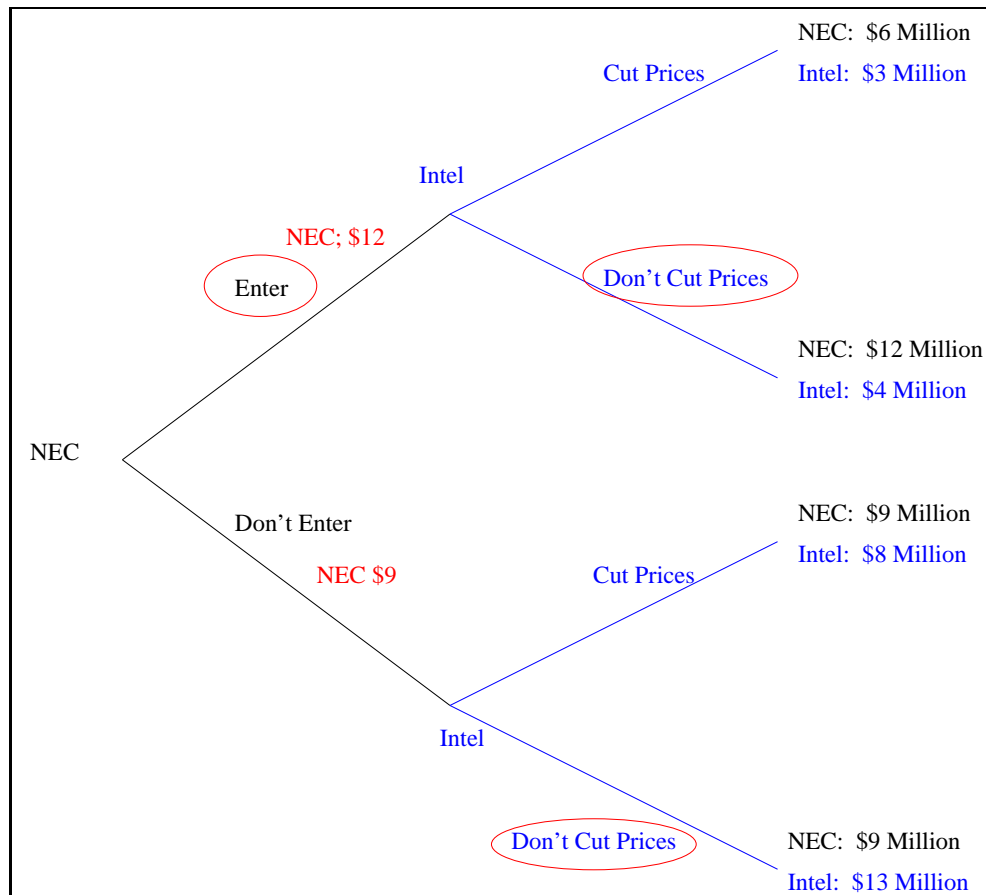 NEC: $6 Million
Cut Prices
Intel: $3 Million
Intel
NEC; $12
Enter
Don't Cut Prices
NEC: $12 Million
Intel: $4 Million
NEC
Don't Enter
NEC $9
NEC: $9 Million
Cut Prices
Intel: $8 Million
Intel
Don't Cut Prices
NEC: $9 Million
Intel: $13 Million